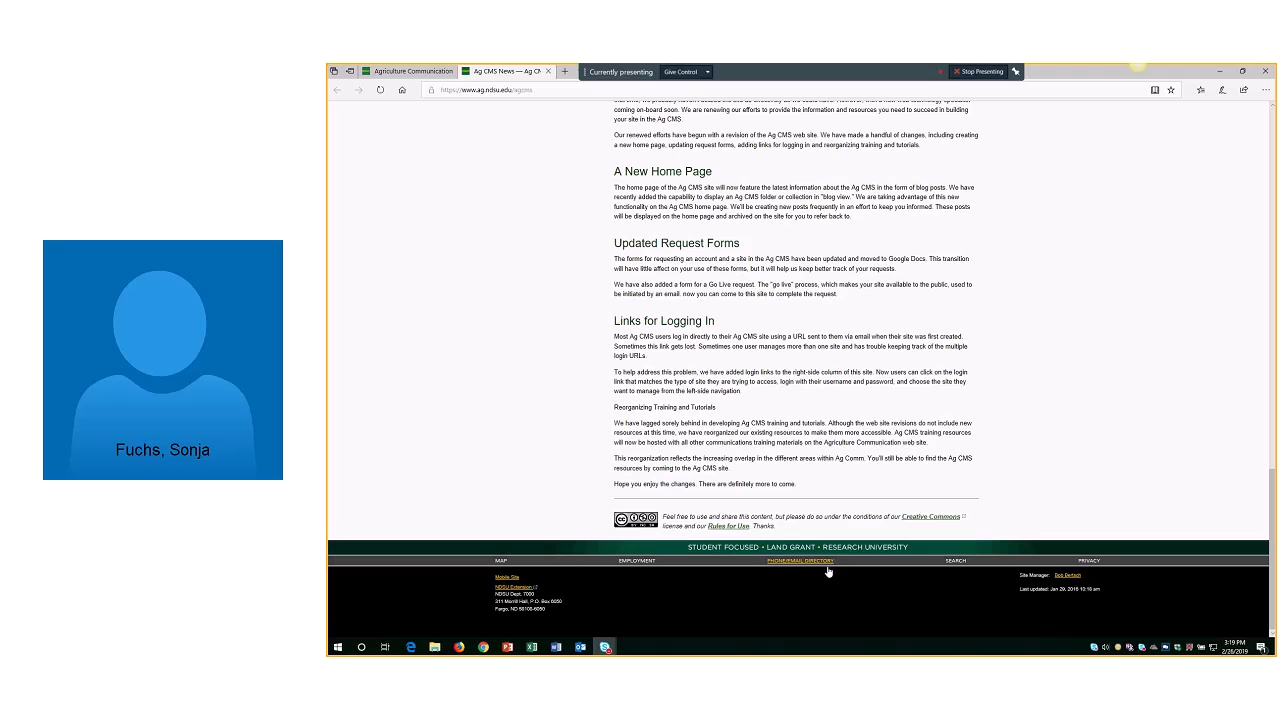 Currently presenting
Give Control
Stop Presenting
Agriculture Communication
Ag CMS News — Ag CM
https://www.ag.ndsu.edu/agcms
coming on-board soon. We are renewing our efforts to provide the information and resources you need to succeed in building
your site in the Ag CMS.
Our renewed efforts have begun with a revision of the Ag CMS web site. We have made a handful of changes, including creating
a new home page, updating request forms, adding links for logging in and reorganizing training and tutorials.
A New Home Page
The home page of the Ag CMS site will now feature the latest information about the Ag CMS in the form of blog posts. We have
recently added the capability to display an Ag CMS folder or collection in "blog view." We are taking advantage of this new
functionality on the Ag CMS home page. We'll be creating new posts frequently in an effort to keep you informed. These posts
will be displayed on the home page and archived on the site for you to refer back to.
Updated Request Forms
The forms for requesting an account and a site in the Ag CMS have been updated and moved to Google Docs. This transition
will have little affect on your use of these forms, but it will help us keep better track of your requests.
We have also added a form for a Go Live request. The "go live" process, which makes your site available to the public, used to
be initiated by an email. now you can come to this site to complete the request.
Links for Logging In
Most Ag CMS users log in directly to their Ag CMS site using a URL sent to them via email when their site was first created.
Sometimes this link gets lost. Sometimes one user manages more than one site and has trouble keeping track of the multiple
login URLs.
To help address this problem, we have added login links to the right-side column of this site. Now users can click on the login
link that matches the type of site they are trying to access, login with their username and password, and choose the site they
want to manage from the left-side navigation.
Reorganizing Training and Tutorials
We have lagged sorely behind in developing Ag CMS training and tutorials. Although the web site revisions do not include new
resources at this time, we have reorganized our existing resources to make them more accessible. Ag CMS training resources
will now be hosted with all other communications training materials on the Agriculture Communication web site.
This reorganization reflects the increasing overlap in the different areas within Ag Comm. You'll still be able to find the Ag CMS
resources by coming to the Ag CMS site.
Hope you enjoy the changes. There are definitely more to come.
Feel free to use and share this content, but please do so under the conditions of our Creative Commons
license and our Rules for Use. Thanks.
STUDENT FOCUSED • LAND GRANT • RESEARCH UNIVERSITY
MAP EMPLOYMENT PHONE/EMAIL DIRECTORY SEARCH PRIVACY
Mobile Site
NDSU Extension
NDSU Dept. 7000
311 Morrill Hall, P.O. Box 6050
Fargo, ND 58108-6050
Site Manager: Bob Bertsch
Last updated: Jan 29, 2016 10:18 am
3:19 PM
2/26/2019
Fuchs, Sonja